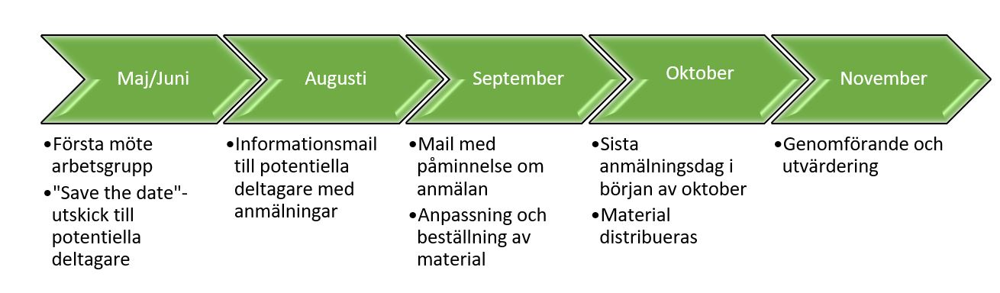 Maj/Juni
Augusti
September
Oktober
November
•Första möte
arbetsgrupp
•"Save the date"-
utskick till
potentiella
deltagare
•Informationsmail
till potentiella
deltagare med
anmälningar
•Mail med
påminnelse om
anmälan
•Anpassning och
beställning av
material
•Sista
anmälningsdag i
början av oktober
•Material
distribueras
•Genomförande och
utvärdering